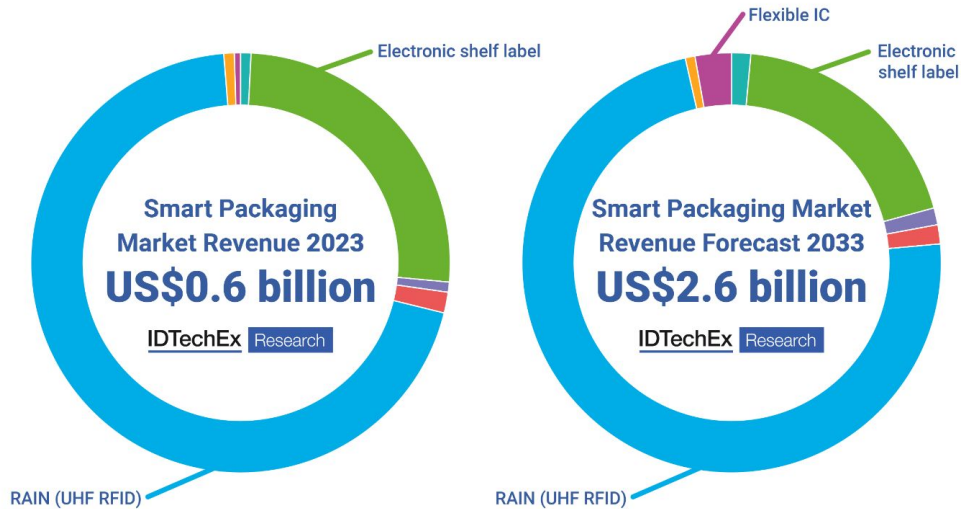 Electronic shelf label
Smart Packaging
Market Revenue 2023
US$0.6 billion
IDTechEx Research
RAIN (UHF RFID)
Flexible IC
Electronic
shelf label
Smart Packaging Market
Revenue Forecast 2033
US$2.6 billion
IDTechEx Research
RAIN (UHF RFID)